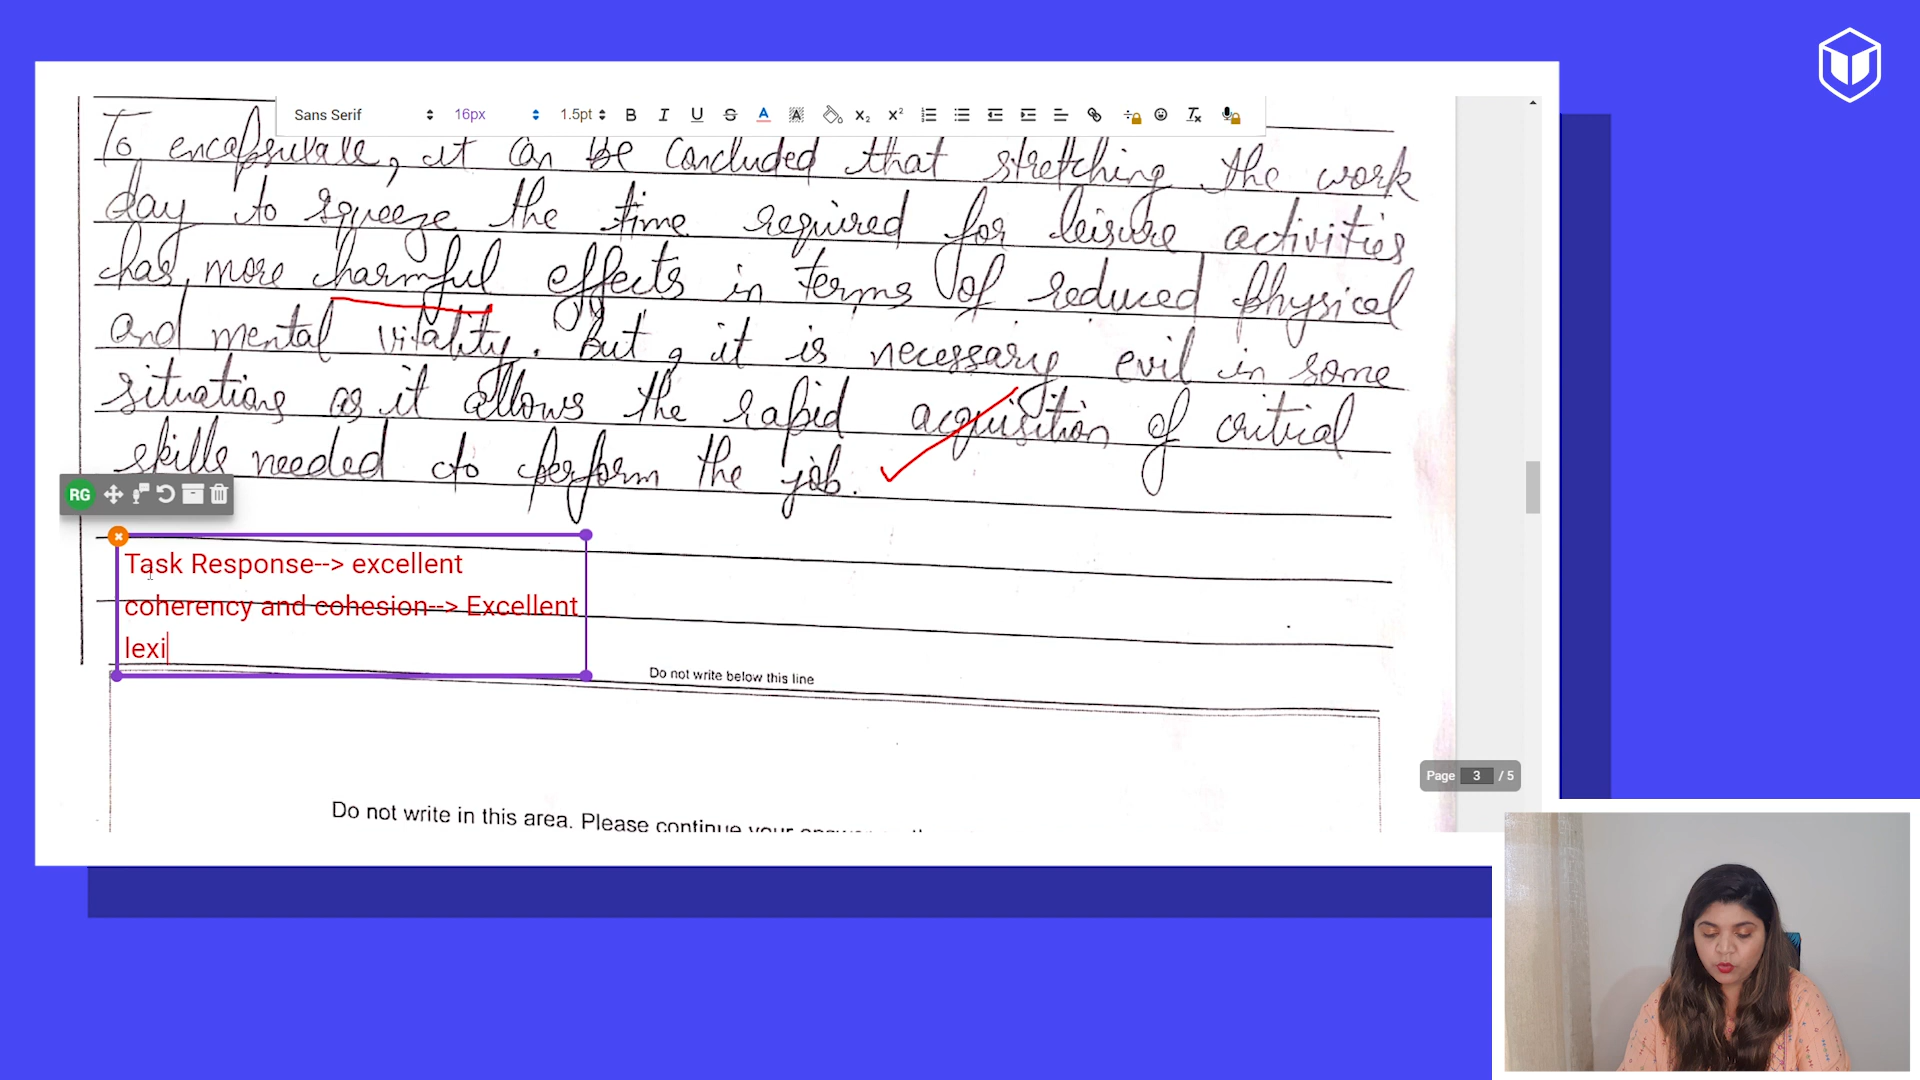 Sans Serif 16px 1.5pt B I U S A A x₂ x² Tx
To encapsulate, it can be concluded that stretching the work
day to squeeze the time required for leisure activities
has more harmful effects in terms of reduced physical
and mental vitality. But, it is necessary evil in some
situations as it allows the rapid acquisition of critical
skills needed to perform the job.
RG
Task Response--> excellent
coherency and cohesion--> Excellent
lexi
Do not write below this line
Page 3 / 5
Do not write in this area. Please continue your